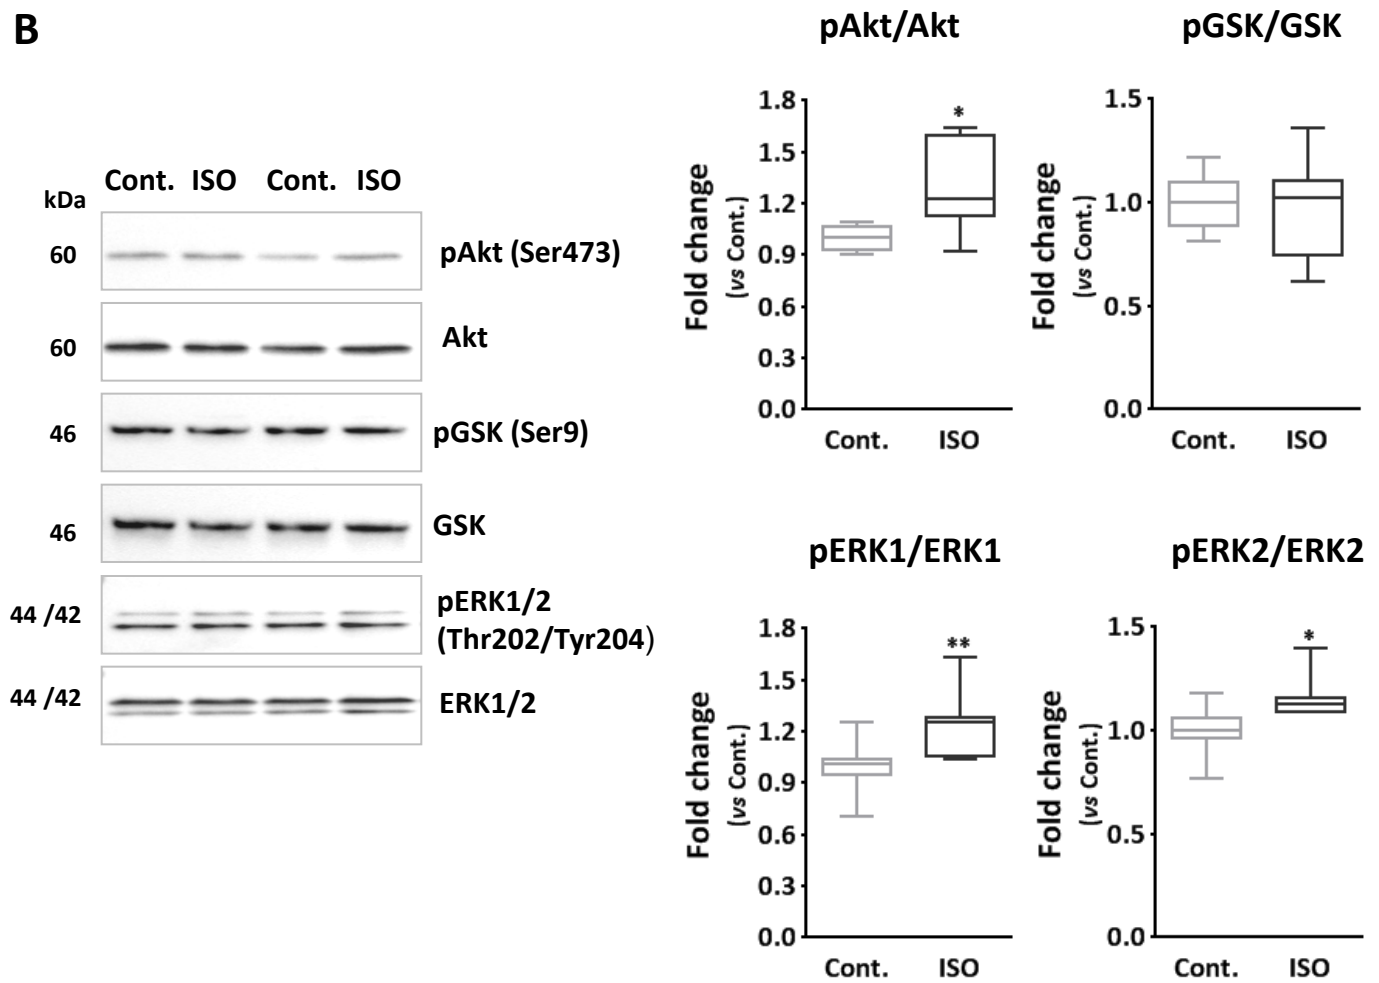 B
kDa
Cont. ISO Cont. ISO
60
pAkt (Ser473)
60
Akt
46
pGSK (Ser9)
46
GSK
44 /42
pERK1/2
(Thr202/Tyr204)
44 /42
ERK1/2
pAkt/Akt
Fold change
(vs Cont.)
1.8
1.5
1.2
0.9
0.6
0.3
0.0
*
Cont. ISO
pGSK/GSK
Fold change
(vs Cont.)
1.5
1.0
0.5
0.0
Cont. ISO
pERK1/ERK1
Fold change
(vs Cont.)
1.8
1.5
1.2
0.9
0.6
0.3
0.0
**
Cont. ISO
pERK2/ERK2
Fold change
(vs Cont.)
1.5
1.0
0.5
0.0
*
Cont. ISO